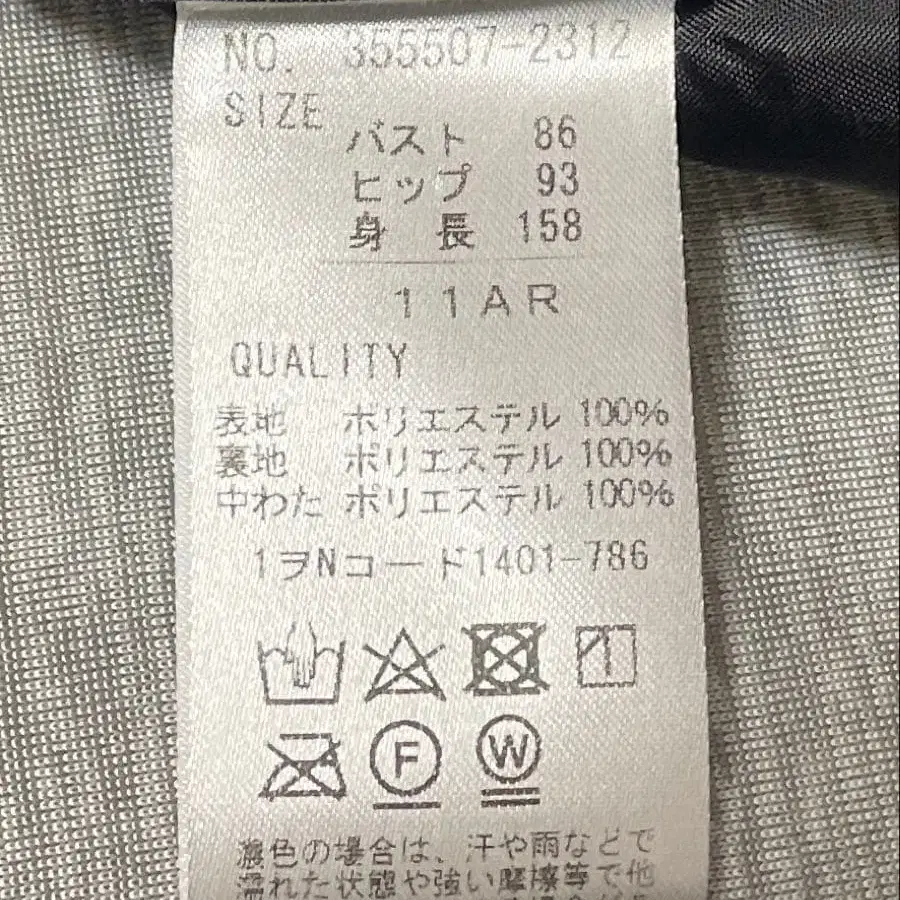 NO. 355507-2312
SIZE
バスト 86
ヒップ 93
身 長 158
11AR
QUALITY
表地 ポリエステル 100%
裏地 ポリエステル 100%
中わた ポリエステル 100%
1ヲNコード1401-786
F W
濃色の場合は、汗や雨などで
濡れた状態や強い摩擦等で他